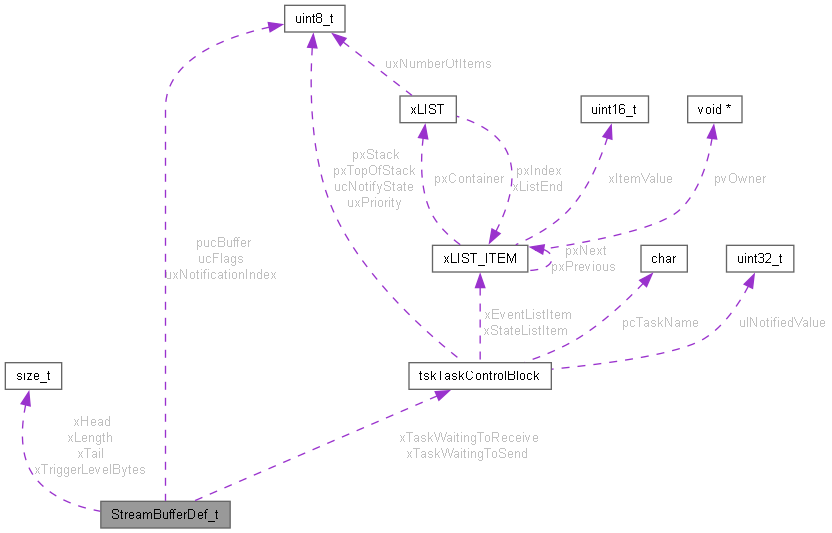 uint8_t
uxNumberOfItems
xLIST
uint16_t
void *
pxStack
pxTopOfStack
ucNotifyState
uxPriority
pxContainer
pxIndex
xListEnd
xItemValue
pvOwner
pucBuffer
ucFlags
uxNotificationIndex
xLIST_ITEM
pxNext
pxPrevious
char
uint32_t
xEventListItem
xStateListItem
pcTaskName
ulNotifiedValue
size_t
tskTaskControlBlock
xHead
xLength
xTail
xTriggerLevelBytes
xTaskWaitingToReceive
xTaskWaitingToSend
StreamBufferDef_t